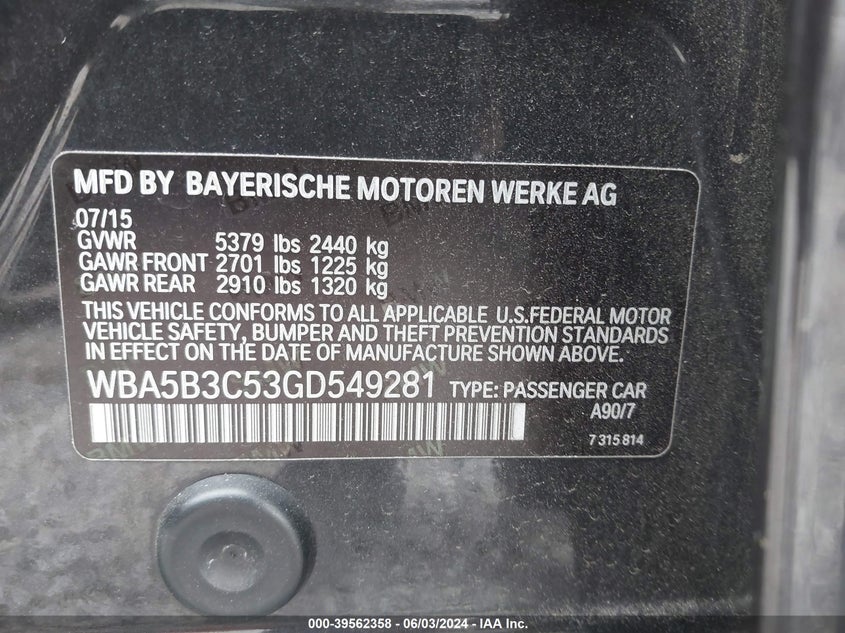 MFD BY BAYERISCHE MOTOREN WERKE AG
07/15
GVWR 5379 lbs 2440 kg
GAWR FRONT 2701 lbs 1225 kg
GAWR REAR 2910 lbs 1320 kg
THIS VEHICLE CONFORMS TO ALL APPLICABLE U.S.FEDERAL MOTOR
VEHICLE SAFETY, BUMPER AND THEFT PREVENTION STANDARDS
IN EFFECT ON THE DATE OF MANUFACTURE SHOWN ABOVE.
WBA5B3C53GD549281 TYPE: PASSENGER CAR
A90/7
7 315 814
000-39562358 - 06/03/2024 - IAA Inc.